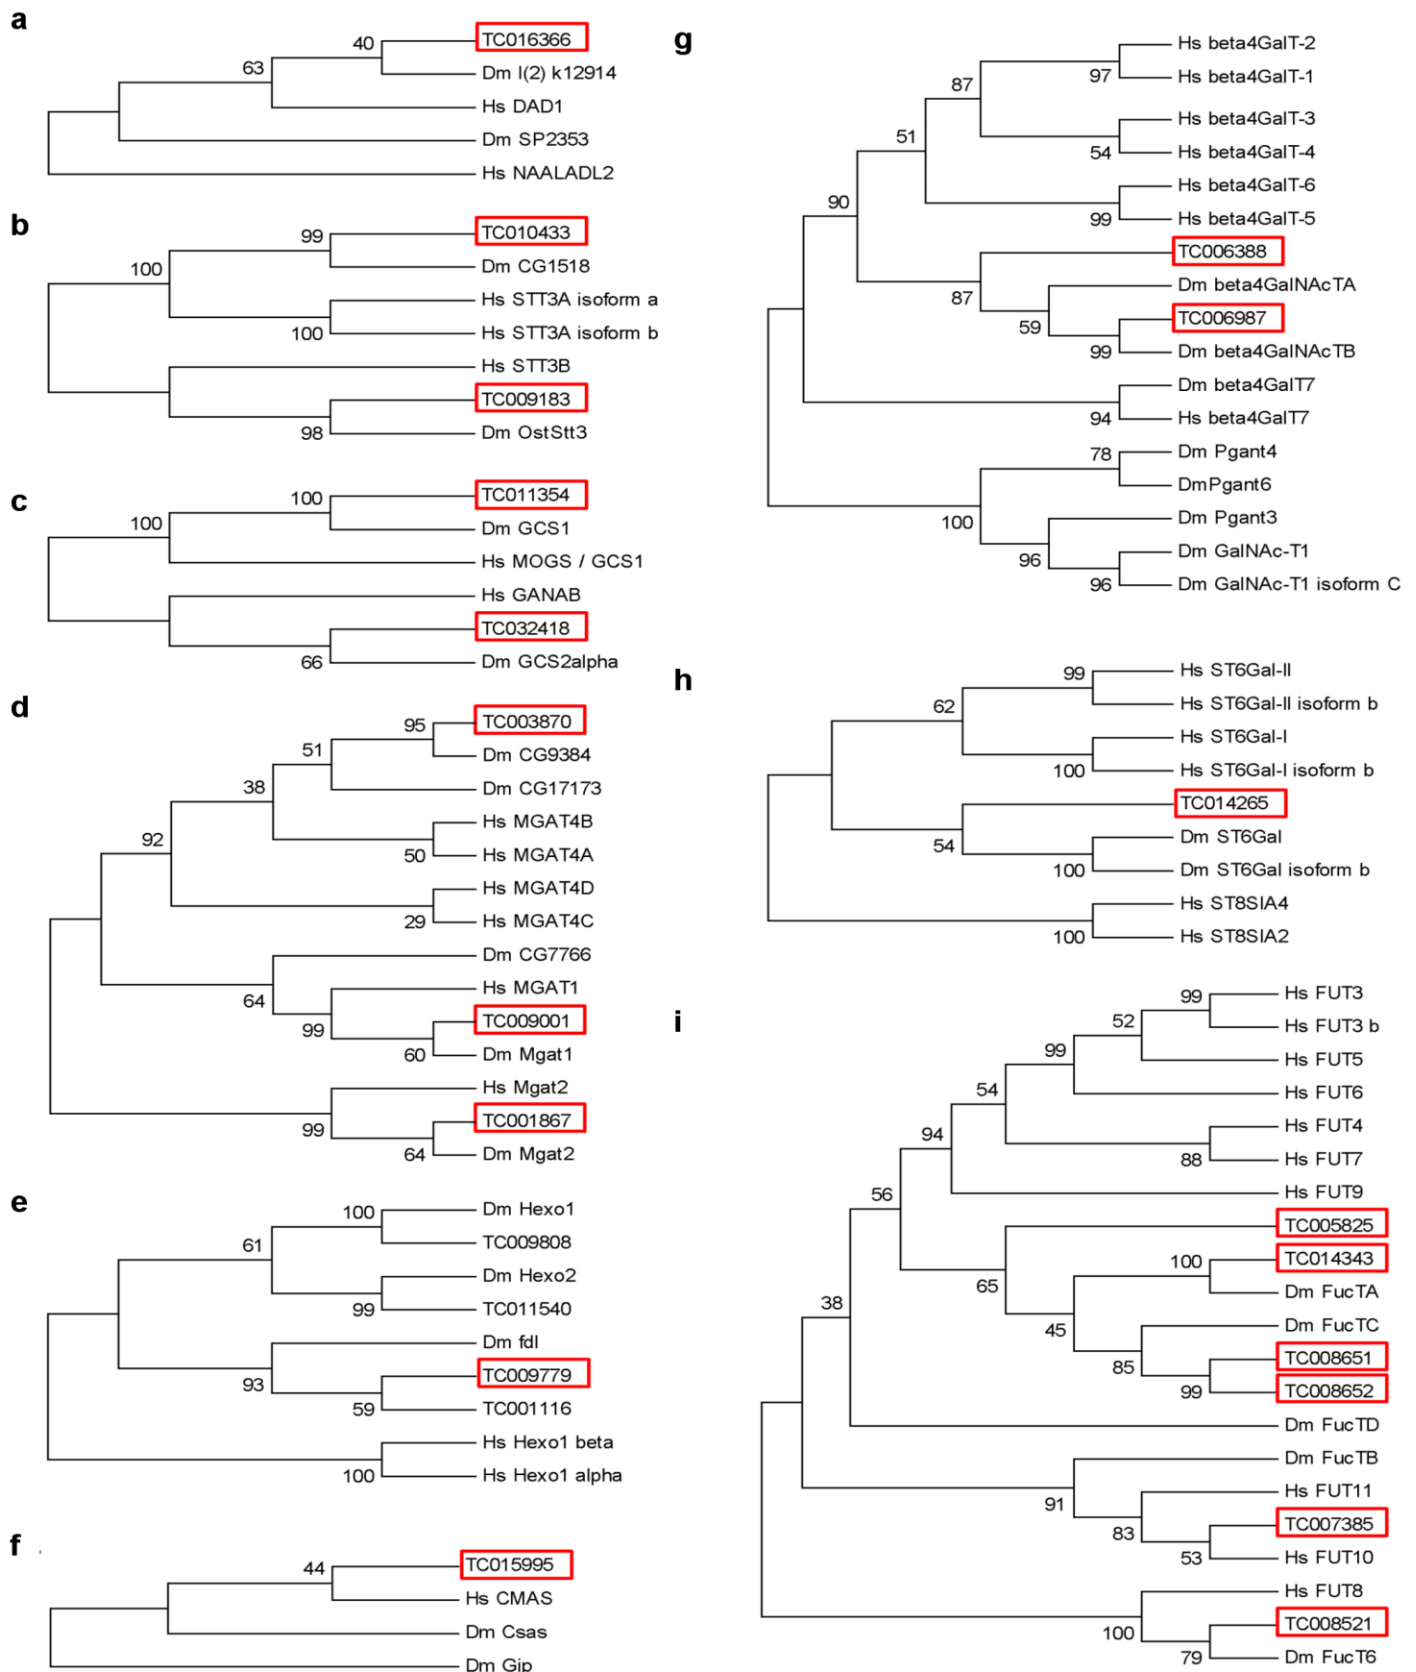 a
TC016366
40
63
Dm l(2) k12914
Hs DAD1
Dm SP2353
Hs NAALADL2
b
TC010433
99
Dm CG1518
100
Hs STT3A isoform a
Hs STT3A isoform b
100
Hs STT3B
TC009183
98
Dm OstStt3
c
TC011354
100
Dm GCS1
100
Hs MOGS / GCS1
Hs GANAB
TC032418
66
Dm GCS2alpha
d
TC003870
95
51
Dm CG9384
38
Dm CG17173
92
Hs MGAT4B
50
Hs MGAT4A
Hs MGAT4D
29
Hs MGAT4C
Dm CG7766
64
Hs MGAT1
99
TC009001
60
Dm Mgat1
Hs Mgat2
99
TC001867
64
Dm Mgat2
e
Dm Hexo1
100
61
TC009808
Dm Hexo2
99
TC011540
Dm fdl
93
TC009779
59
TC001116
Hs Hexo1 beta
100
Hs Hexo1 alpha
f
TC015995
44
Hs CMAS
Dm Csas
Dm Gip
g
Hs beta4GalT-2
97
Hs beta4GalT-1
87
Hs beta4GalT-3
51
54
Hs beta4GalT-4
Hs beta4GalT-6
90
99
Hs beta4GalT-5
TC006388
87
Dm beta4GalNAcTA
59
TC006987
99
Dm beta4GalNAcTB
Dm beta4GalT7
94
Hs beta4GalT7
78
Dm Pgant4
DmPgant6
100
Dm Pgant3
96
Dm GalNAc-T1
96
Dm GalNAc-T1 isoform C
h
Hs ST6Gal-II
99
62
Hs ST6Gal-II isoform b
Hs ST6Gal-I
100
Hs ST6Gal-I isoform b
TC014265
54
Dm ST6Gal
100
Dm ST6Gal isoform b
Hs ST8SIA4
100
Hs ST8SIA2
i
Hs FUT3
99
52
Hs FUT3 b
99
Hs FUT5
54
Hs FUT6
94
Hs FUT4
88
Hs FUT7
56
Hs FUT9
TC005825
65
TC014343
100
38
Dm FucTA
45
Dm FucTC
85
TC008651
99
TC008652
Dm FucTD
Dm FucTB
91
Hs FUT11
83
TC007385
53
Hs FUT10
Hs FUT8
100
TC008521
79
Dm FucT6